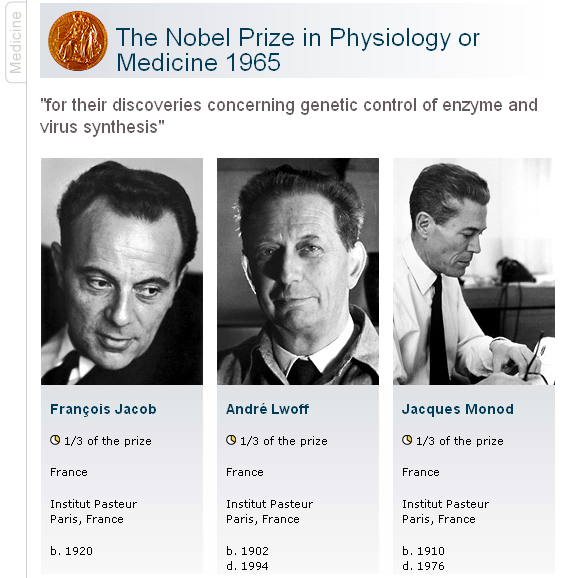 Medicine
The Nobel Prize in Physiology or
Medicine 1965
"for their discoveries concerning genetic control of enzyme and
virus synthesis"
François Jacob
1/3 of the prize
France
Institut Pasteur
Paris, France
b. 1920
André Lwoff
1/3 of the prize
France
Institut Pasteur
Paris, France
b. 1902
d. 1994
Jacques Monod
1/3 of the prize
France
Institut Pasteur
Paris, France
b. 1910
d. 1976